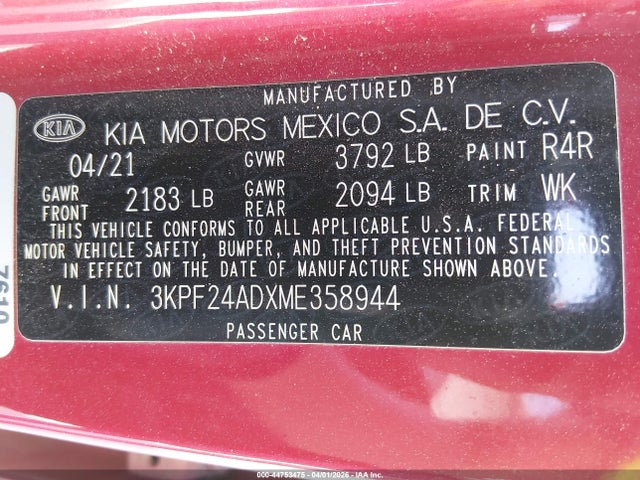 MANUFACTURED BY
KIA KIA MOTORS MEXICO S.A. DE C.V.
04/21 GVWR 3792 LB PAINT R4R
GAWR FRONT 2183 LB GAWR REAR 2094 LB TRIM WK
THIS VEHICLE CONFORMS TO ALL APPLICABLE U.S.A. FEDERAL
MOTOR VEHICLE SAFETY, BUMPER, AND THEFT PREVENTION STANDARDS
IN EFFECT ON THE DATE OF MANUFACTURE SHOWN ABOVE.
V.I.N. 3KPF24ADXME358944
PASSENGER CAR
000-44753475 - 04/01/2026 - IAA Inc.